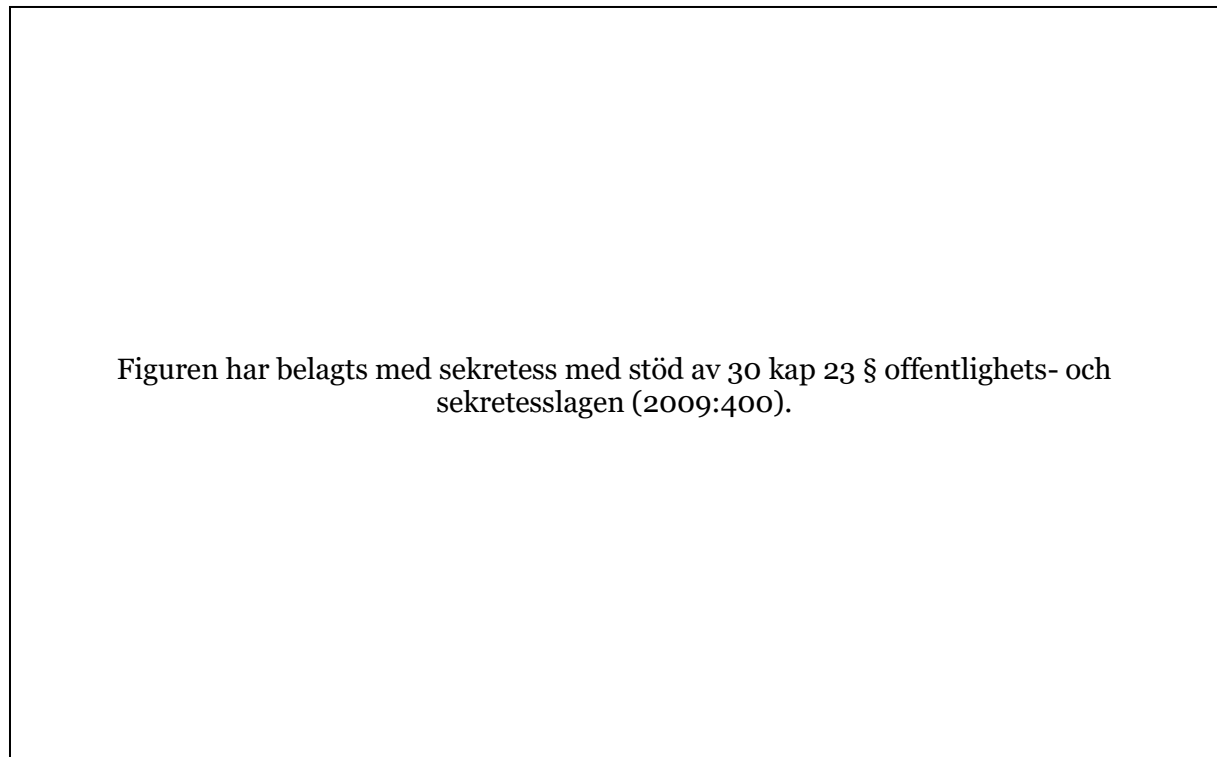 Figuren har belagts med sekretess med stöd av 30 kap 23 § offentlighets- och
sekretesslagen (2009:400).